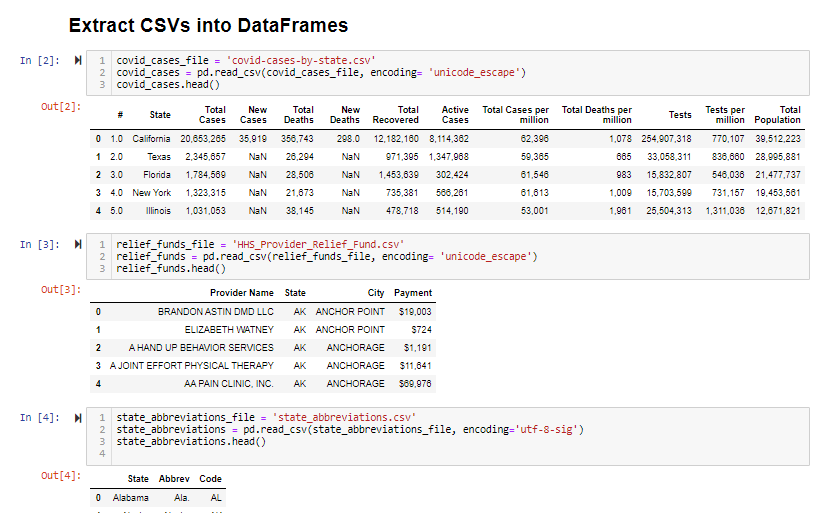 Extract CSVs into DataFrames
In [2]: 1 covid_cases_file = 'covid-cases-by-state.csv'
2 covid_cases = pd.read_csv(covid_cases_file, encoding= 'unicode_escape')
3 covid_cases.head()
Out[2]:
# State Total Cases New Cases Total Deaths New Deaths Total Recovered Active Cases Total Cases per million Total Deaths per million Tests Tests per million Total Population
0 1.0 California 20,653,265 35,919 356,743 298.0 12,182,160 8,114,362 62,396 1,078 254,907,318 770,107 39,512,223
1 2.0 Texas 2,345,657 NaN 26,294 NaN 971,395 1,347,968 59,365 665 33,058,311 836,660 28,995,881
2 3.0 Florida 1,784,569 NaN 28,506 NaN 1,453,639 302,424 61,546 983 15,832,807 546,036 21,477,737
3 4.0 New York 1,323,315 NaN 21,673 NaN 735,381 566,261 61,613 1,009 15,703,599 731,157 19,453,561
4 5.0 Illinois 1,031,053 NaN 38,145 NaN 478,718 514,190 53,001 1,961 25,504,313 1,311,036 12,671,821
In [3]: 1 relief_funds_file = 'HHS_Provider_Relief_Fund.csv'
2 relief_funds = pd.read_csv(relief_funds_file, encoding= 'unicode_escape')
3 relief_funds.head()
Out[3]:
Provider Name State City Payment
0 BRANDON ASTIN DMD LLC AK ANCHOR POINT $19,003
1 ELIZABETH WATNEY AK ANCHOR POINT $724
2 A HAND UP BEHAVIOR SERVICES AK ANCHORAGE $1,191
3 A JOINT EFFORT PHYSICAL THERAPY AK ANCHORAGE $11,641
4 AA PAIN CLINIC, INC. AK ANCHORAGE $69,976
In [4]: 1 state_abbreviations_file = 'state_abbreviations.csv'
2 state_abbreviations = pd.read_csv(state_abbreviations_file, encoding='utf-8-sig')
3 state_abbreviations.head()
4
Out[4]:
State Abbrev Code
0 Alabama Ala. AL